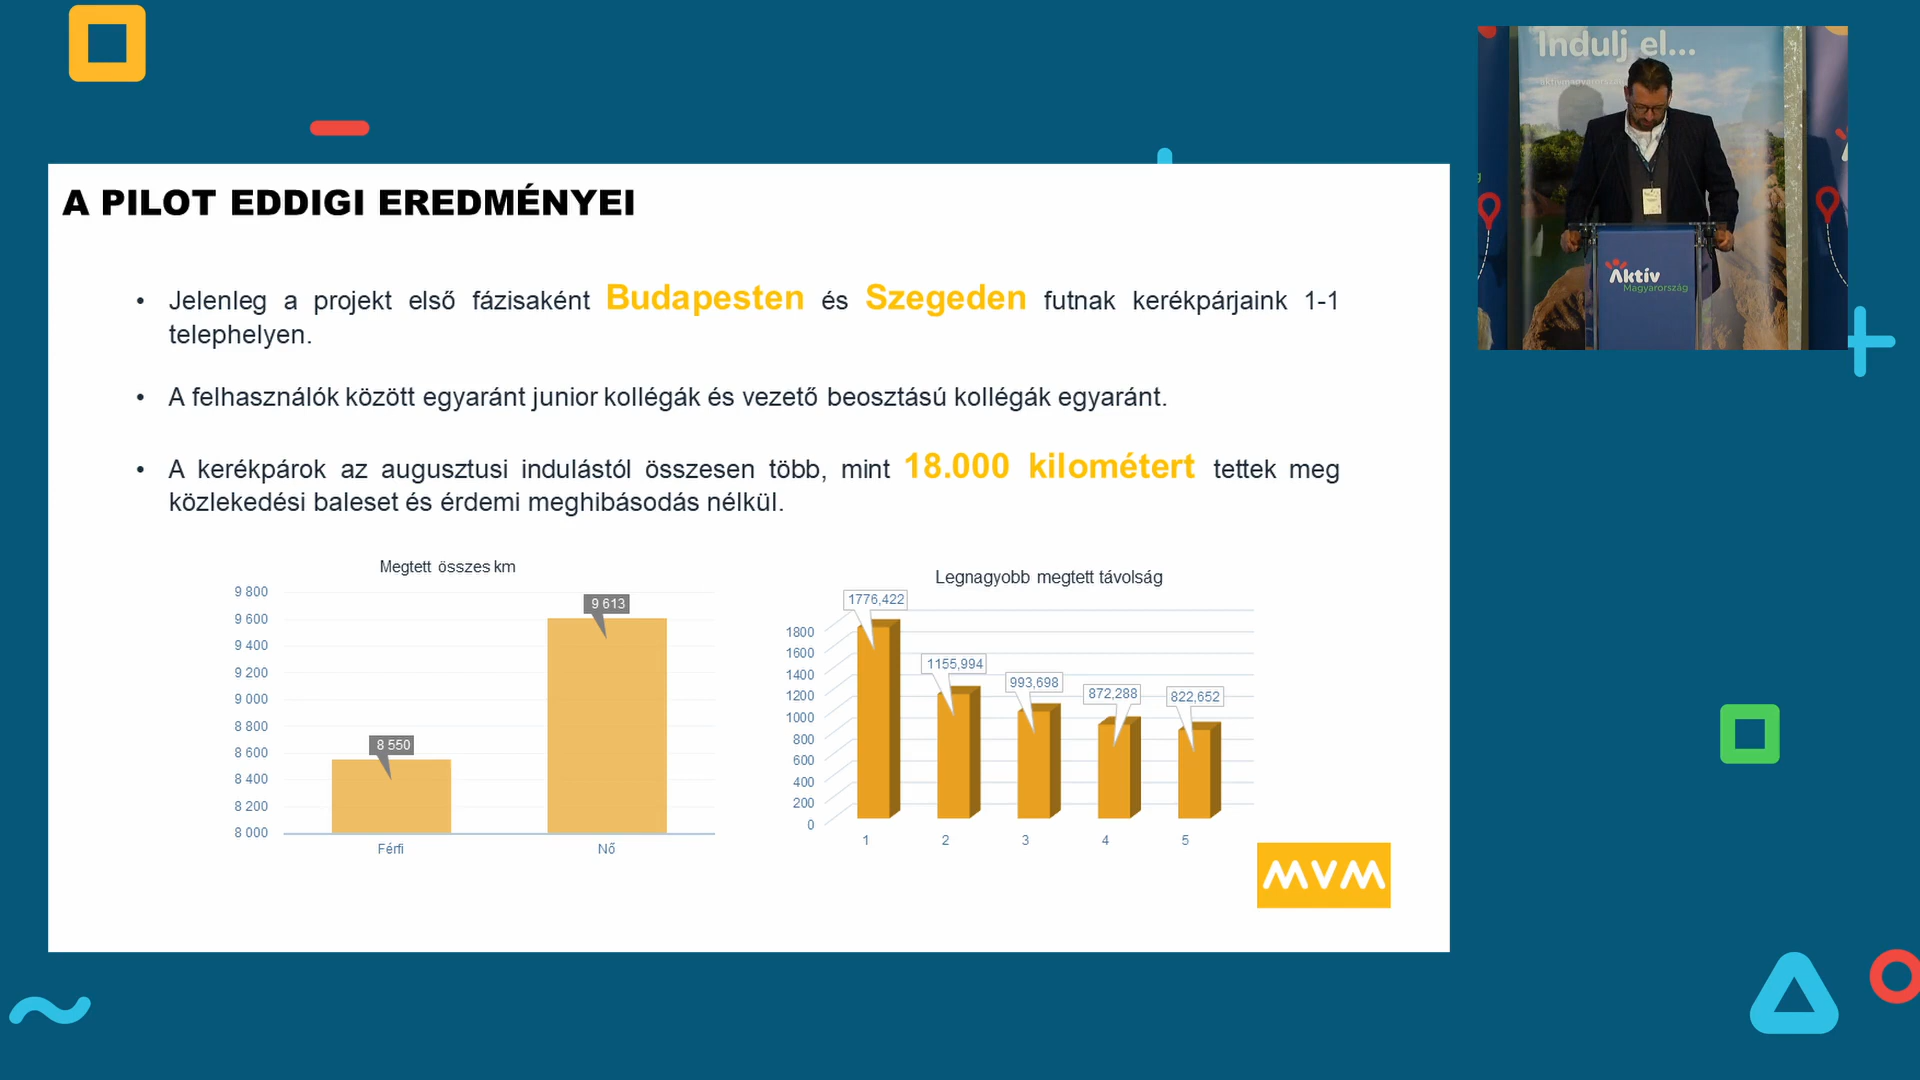 Indulj el...
A PILOT EDDIGI EREDMÉNYEI
• Jelenleg a projekt első fázisaként Budapesten és Szegeden futnak kerékpárjaink 1-1
telephelyen.
• A felhasználók között egyaránt junior kollégák és vezető beosztású kollégák egyaránt.
• A kerékpárok az augusztusi indulástól összesen több, mint 18.000 kilométert tettek meg
közlekedési baleset és érdemi meghibásodás nélkül.
Megtett összes km
9 800
9 600
9 400
9 200
9 000
8 800
8 600
8 400
8 200
8 000
8 550
9 613
Férfi
Nő
Legnagyobb megtett távolság
1800
1600
1400
1200
1000
800
600
400
200
0
1776,422
1155,994
993,698
872,288
822,652
1
2
3
4
5
MVM
Aktív
Magyarország